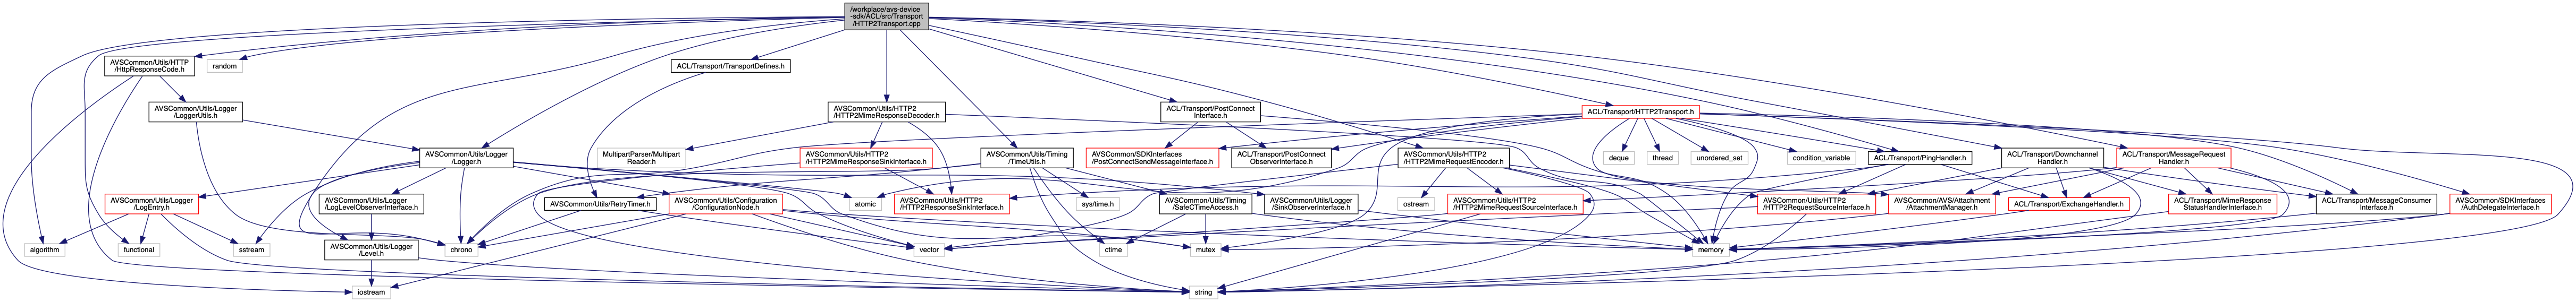 /workplace/avs-device
-sdk/ACL/src/Transport
/HTTP2Transport.cpp
AVSCommon/Utils/HTTP
/HttpResponseCode.h
random
ACL/Transport/TransportDefines.h
AVSCommon/Utils/Logger
/LoggerUtils.h
AVSCommon/Utils/HTTP2
/HTTP2MimeResponseDecoder.h
ACL/Transport/PostConnect
Interface.h
ACL/Transport/HTTP2Transport.h
AVSCommon/Utils/Logger
/Logger.h
MultipartParser/Multipart
Reader.h
AVSCommon/Utils/HTTP2
/HTTP2MimeResponseSinkInterface.h
AVSCommon/Utils/Timing
/TimeUtils.h
AVSCommon/SDKInterfaces
/PostConnectSendMessageInterface.h
ACL/Transport/PostConnect
ObserverInterface.h
AVSCommon/Utils/HTTP2
/HTTP2MimeRequestEncoder.h
deque
thread
unordered_set
condition_variable
ACL/Transport/PingHandler.h
ACL/Transport/Downchannel
Handler.h
ACL/Transport/MessageRequest
Handler.h
AVSCommon/Utils/Logger
/LogEntry.h
AVSCommon/Utils/Logger
/LogLevelObserverInterface.h
AVSCommon/Utils/RetryTimer.h
AVSCommon/Utils/Configuration
/ConfigurationNode.h
atomic
AVSCommon/Utils/HTTP2
/HTTP2ResponseSinkInterface.h
sys/time.h
AVSCommon/Utils/Timing
/SafeCTimeAccess.h
AVSCommon/Utils/Logger
/SinkObserverInterface.h
ostream
AVSCommon/Utils/HTTP2
/HTTP2MimeRequestSourceInterface.h
AVSCommon/Utils/HTTP2
/HTTP2RequestSourceInterface.h
AVSCommon/AVS/Attachment
/AttachmentManager.h
ACL/Transport/ExchangeHandler.h
ACL/Transport/MimeResponse
StatusHandlerInterface.h
ACL/Transport/MessageConsumer
Interface.h
AVSCommon/SDKInterfaces
/AuthDelegateInterface.h
algorithm
functional
sstream
AVSCommon/Utils/Logger
/Level.h
chrono
vector
ctime
mutex
memory
iostream
string